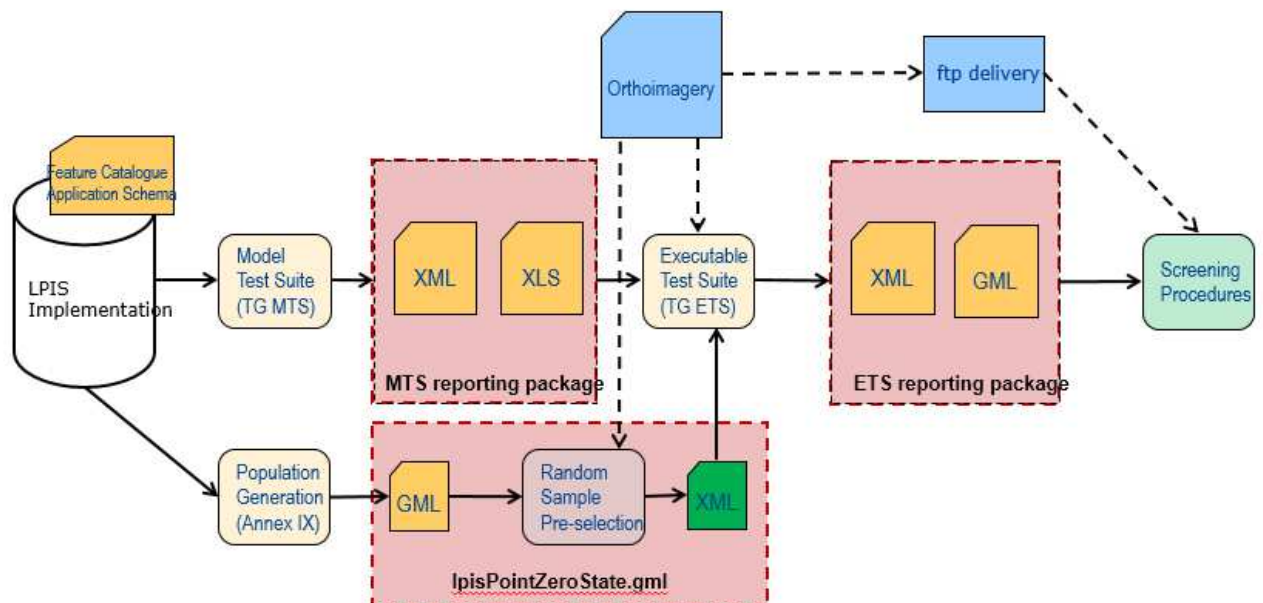 Orthoimagery
ftp delivery
Feature Catalogue
Application Schema
LPIS
Implementation
Model
Test Suite
(TG MTS)
XML
XLS
MTS reporting package
Executable
Test Suite
(TG ETS)
XML
GML
ETS reporting package
Screening
Procedures
Population
Generation
(Annex IX)
GML
Random
Sample
Pre-selection
XML
lpisPointZeroState.gml